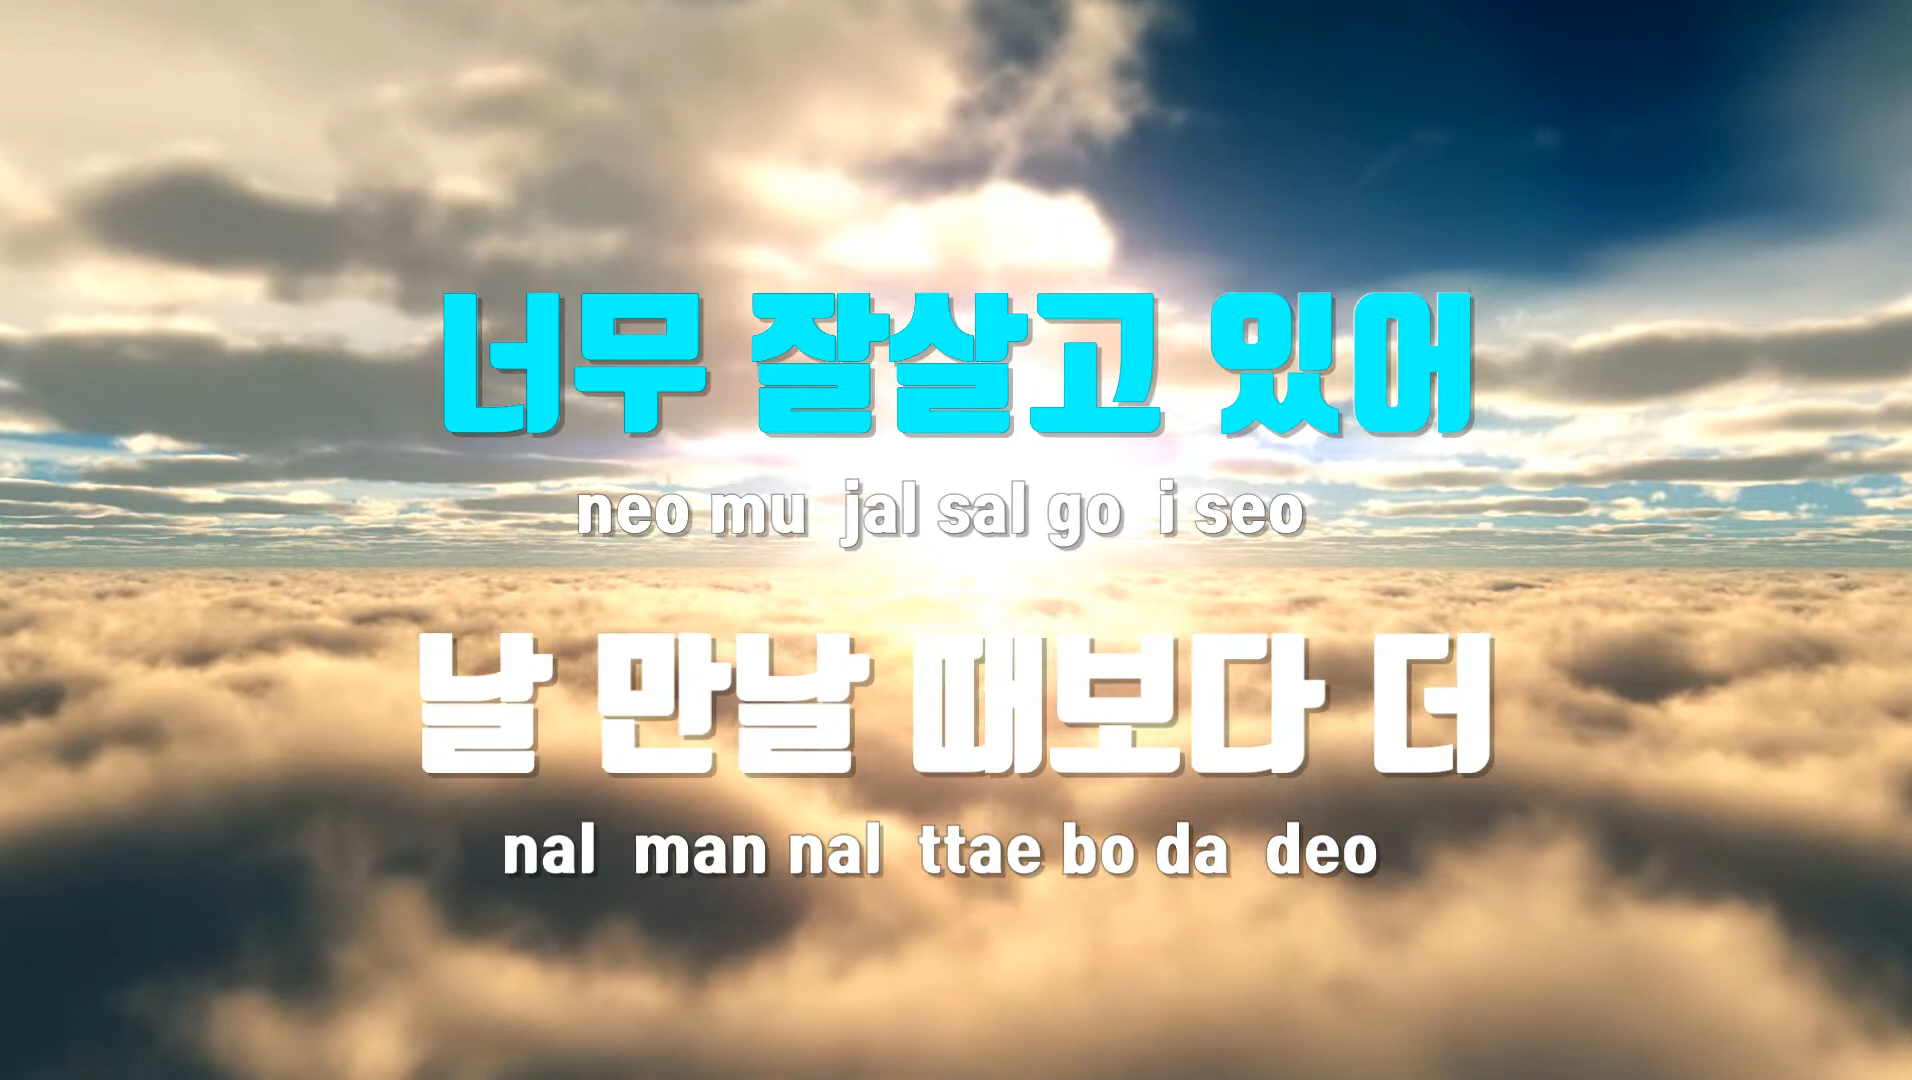 너무 잘살고 있어
neo mu jal sal go i seo
날 만날 때보다 더
nal man nal ttae bo da deo